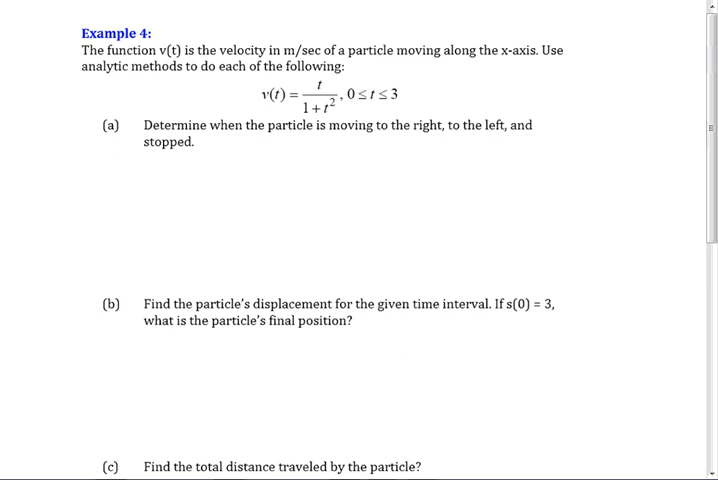 Example 4:
The function v(t) is the velocity in m/sec of a particle moving along the x-axis. Use
analytic methods to do each of the following:
v(t) = t / (1 + t²), 0 ≤ t ≤ 3
(a) Determine when the particle is moving to the right, to the left, and
stopped.
(b) Find the particle's displacement for the given time interval. If s(0) = 3,
what is the particle's final position?
(c) Find the total distance traveled by the particle?